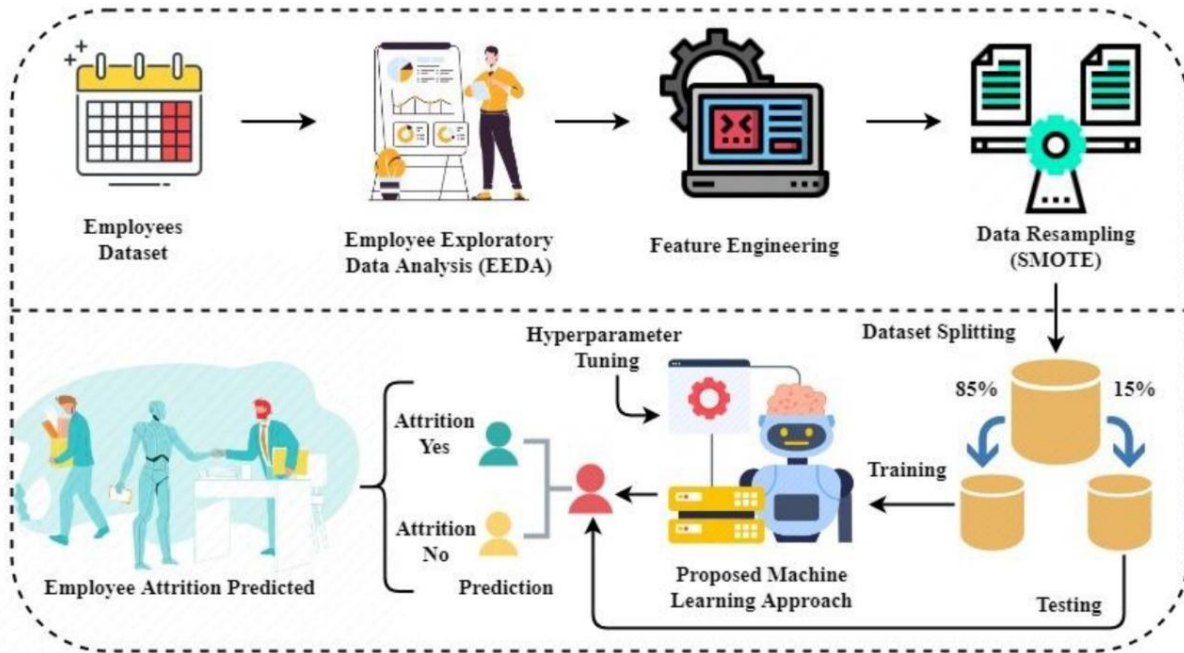 Employees
Dataset
Employee Exploratory
Data Analysis (EEDA)
Feature Engineering
Data Resampling
(SMOTE)
Dataset Splitting
85%
15%
Training
Testing
Hyperparameter
Tuning
Proposed Machine
Learning Approach
Attrition
Yes
Attrition
No
Prediction
Employee Attrition Predicted